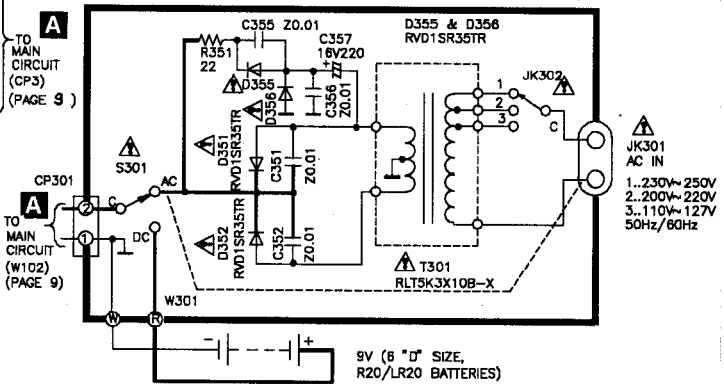 A
TO
MAIN
CIRCUIT
(CP3)
(PAGE 9)
C355 Z0.01
R351
22
C357
16V220
D355
D356
C356
Z0.01
D355 & D356
RVD1SR35TR
JK302
1
2
3
C
JK301
AC IN
1..230V~250V
2..200V~220V
3..110V~127V
50Hz/60Hz
S301
D351
RVD1SR35TR
C351
Z0.01
CP301
2
C
AC
A
TO
MAIN
CIRCUIT
(W102)
(PAGE 9)
1
DC
D352
RVD1SR35TR
C352
Z0.01
T301
RLT5K3X10B-X
W301
W
R
- +
9V (6 "D" SIZE,
R20/LR20 BATTERIES)